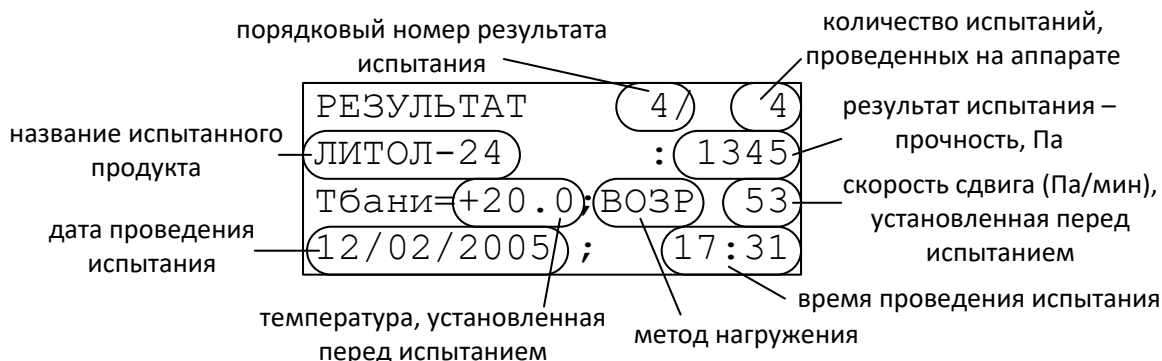 порядковый номер результата
испытания
количество испытаний,
проведенных на аппарате
название испытанного
продукта
дата проведения
испытания
РЕЗУЛЬТАТ 4/ 4
ЛИТОЛ-24 : 1345
Тбани=+20.0;ВОЗР 53
12/02/2005 ; 17:31
результат испытания –
прочность, Па
скорость сдвига (Па/мин),
установленная перед
испытанием
время проведения испытания
температура, установленная
перед испытанием
метод нагружения